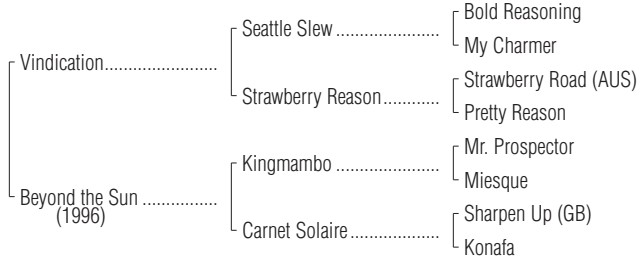 Bold Reasoning
Seattle Slew ....................
My Charmer
Vindication......................
Strawberry Road (AUS)
Strawberry Reason...........
Pretty Reason
Mr. Prospector
Kingmambo ....................
Miesque
Beyond the Sun ...............
(1996)
Sharpen Up (GB)
Carnet Solaire..................
Konafa